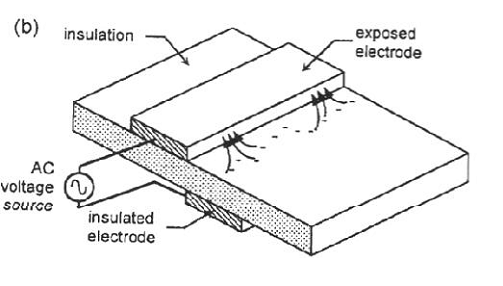 (b)
insulation
exposed
electrode
AC
voltage
source
insulated
electrode